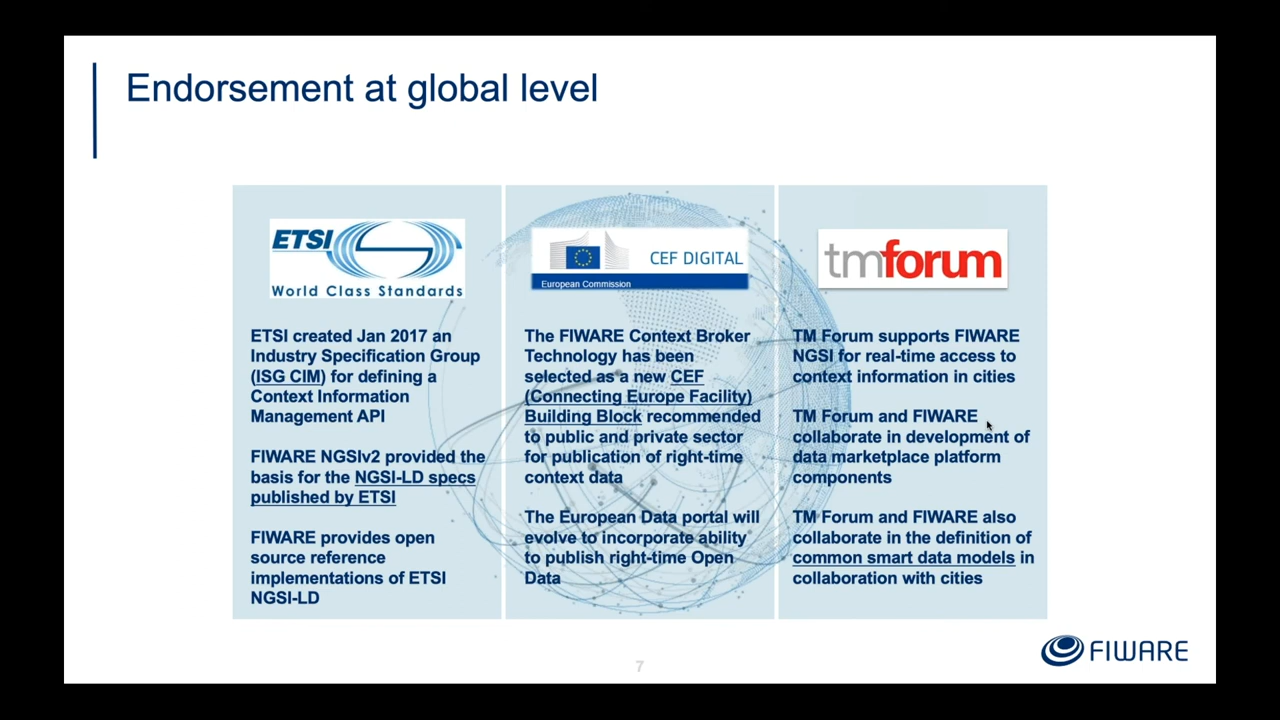 Endorsement at global level
ETSI
World Class Standards
ETSI created Jan 2017 an
Industry Specification Group
(ISG CIM) for defining a
Context Information
Management API
FIWARE NGSIv2 provided the
basis for the NGSI-LD specs
published by ETSI
FIWARE provides open
source reference
implementations of ETSI
NGSI-LD
CEF DIGITAL
European Commission
The FIWARE Context Broker
Technology has been
selected as a new CEF
(Connecting Europe Facility)
Building Block recommended
to public and private sector
for publication of right-time
context data
The European Data portal will
evolve to incorporate ability
to publish right-time Open
Data
tmforum
TM Forum supports FIWARE
NGSI for real-time access to
context information in cities
TM Forum and FIWARE
collaborate in development of
data marketplace platform
components
TM Forum and FIWARE also
collaborate in the definition of
common smart data models in
collaboration with cities
7
FIWARE